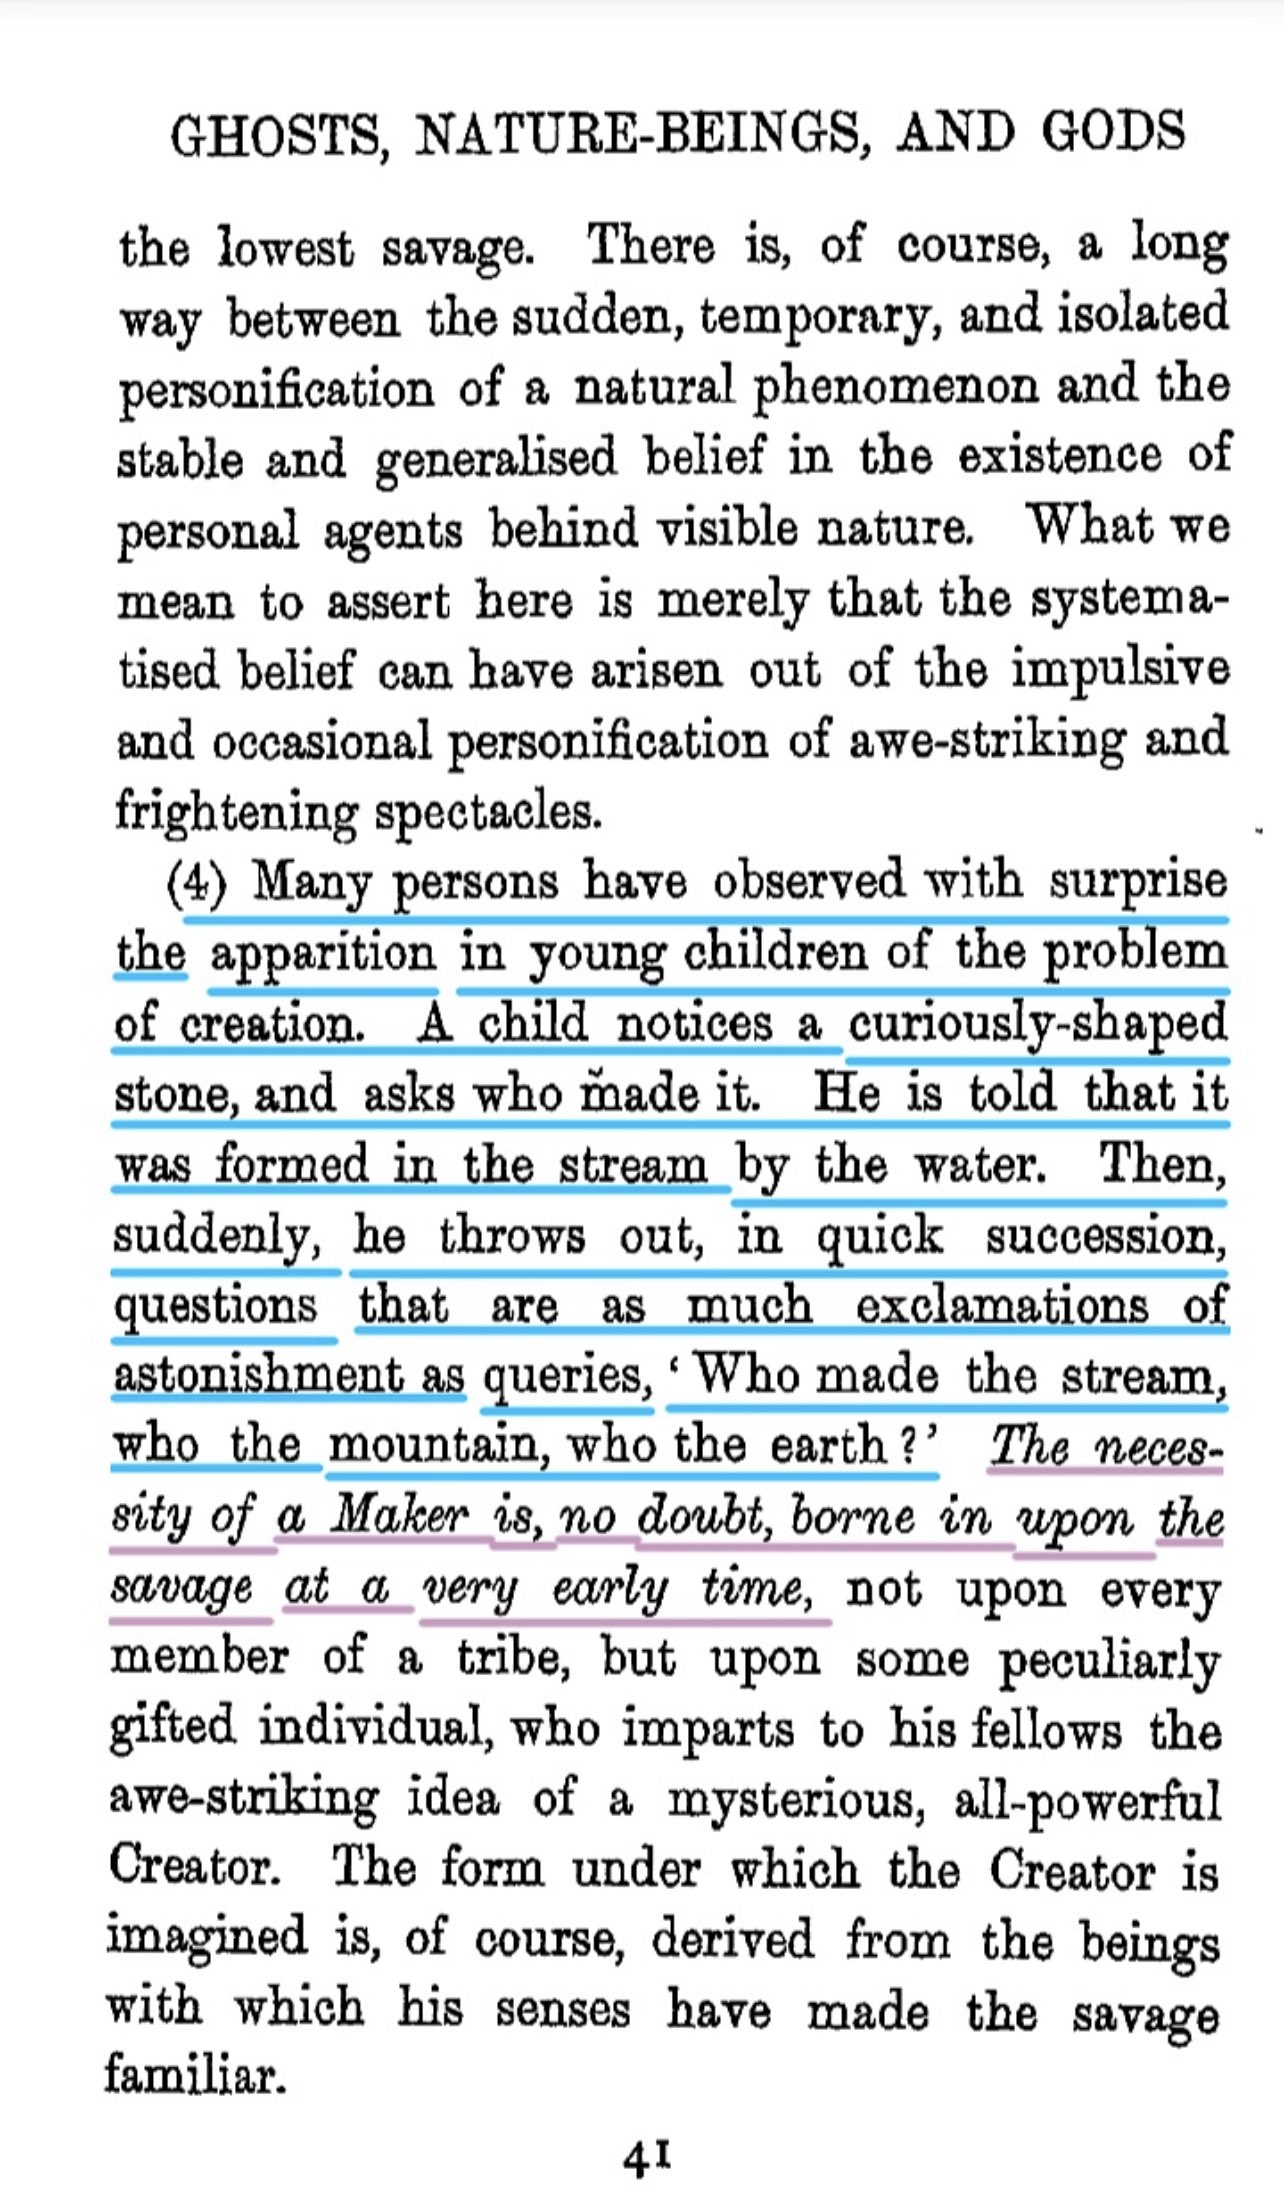 GHOSTS, NATURE-BEINGS, AND GODS
the lowest savage. There is, of course, a long
way between the sudden, temporary, and isolated
personification of a natural phenomenon and the
stable and generalised belief in the existence of
personal agents behind visible nature. What we
mean to assert here is merely that the systema-
tised belief can have arisen out of the impulsive
and occasional personification of awe-striking and
frightening spectacles.
(4) Many persons have observed with surprise
the apparition in young children of the problem
of creation. A child notices a curiously-shaped
stone, and asks who made it. He is told that it
was formed in the stream by the water. Then,
suddenly, he throws out, in quick succession,
questions that are as much exclamations of
astonishment as queries, ‘Who made the stream,
who the mountain, who the earth?’ The neces-
sity of a Maker is, no doubt, borne in upon the
savage at a very early time, not upon every
member of a tribe, but upon some peculiarly
gifted individual, who imparts to his fellows the
awe-striking idea of a mysterious, all-powerful
Creator. The form under which the Creator is
imagined is, of course, derived from the beings
with which his senses have made the savage
familiar.
41